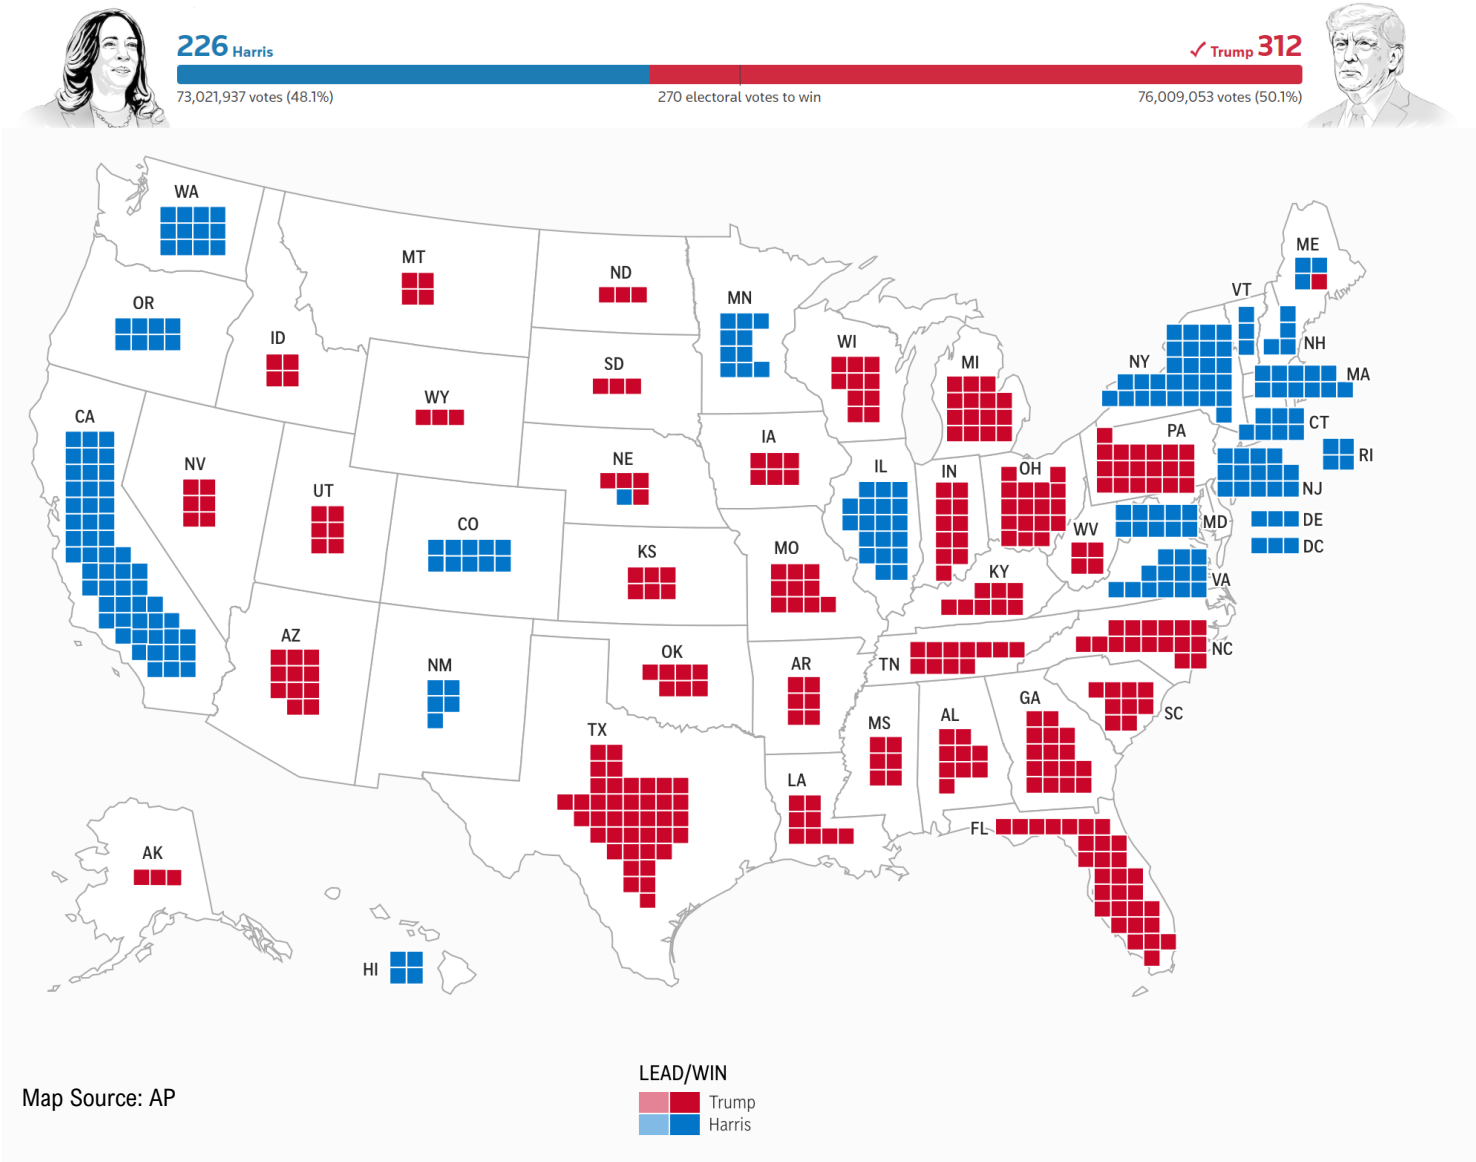 226 Harris
✓ Trump 312
73,021,937 votes (48.1%)
270 electoral votes to win
76,009,053 votes (50.1%)
WA
ME
MT
ND
VT
MN
OR
ID
WI
NH
NY
MI
SD
MA
WY
CA
CT
PA
IA
RI
NE
NV
IL
IN
OH
UT
NJ
CO
DE
MD
WV
DC
MO
KS
KY
VA
AZ
NC
OK
TN
NM
AR
GA
SC
AL
MS
TX
LA
FL
AK
HI
LEAD/WIN
Map Source: AP
Trump
Harris